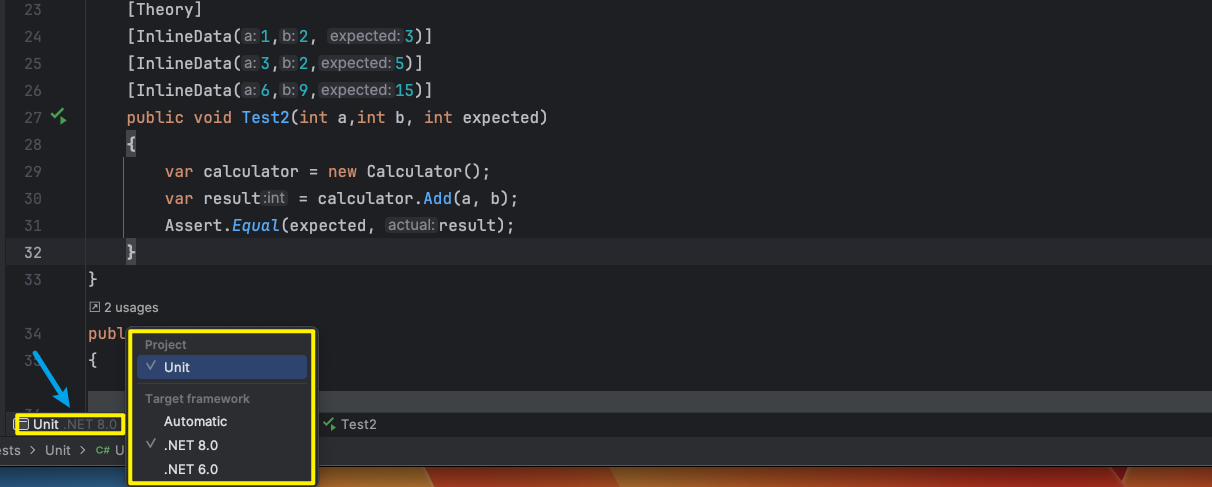 23 [Theory]
24 [InlineData(a:1,b:2, expected:3)]
25 [InlineData(a:3,b:2,expected:5)]
26 [InlineData(a:6,b:9,expected:15)]
27 public void Test2(int a,int b, int expected)
28 {
29 var calculator = new Calculator();
30 var result:int = calculator.Add(a, b);
31 Assert.Equal(expected, actual:result);
32 }
33 }
2 usages
34 publ
Project
{
Unit
Target framework
Automatic
Unit .NET 8.0
Test2
.NET 8.0
ests > Unit > C# U
.NET 6.0